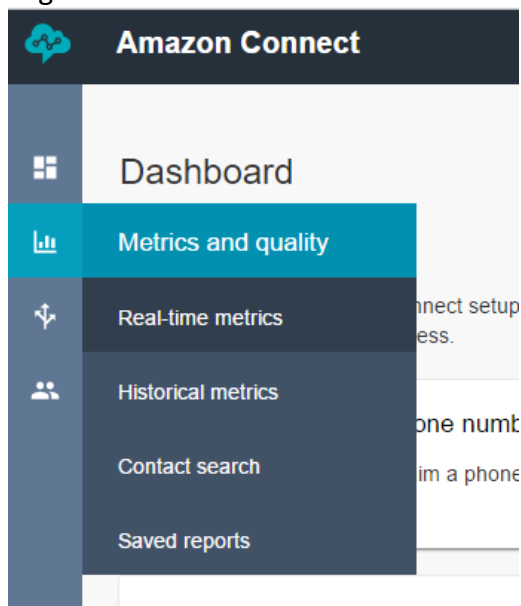 Amazon Connect
Dashboard
Metrics and quality
Real-time metrics
nnect setup
ess.
Historical metrics
one numb
Contact search
im a phone
Saved reports